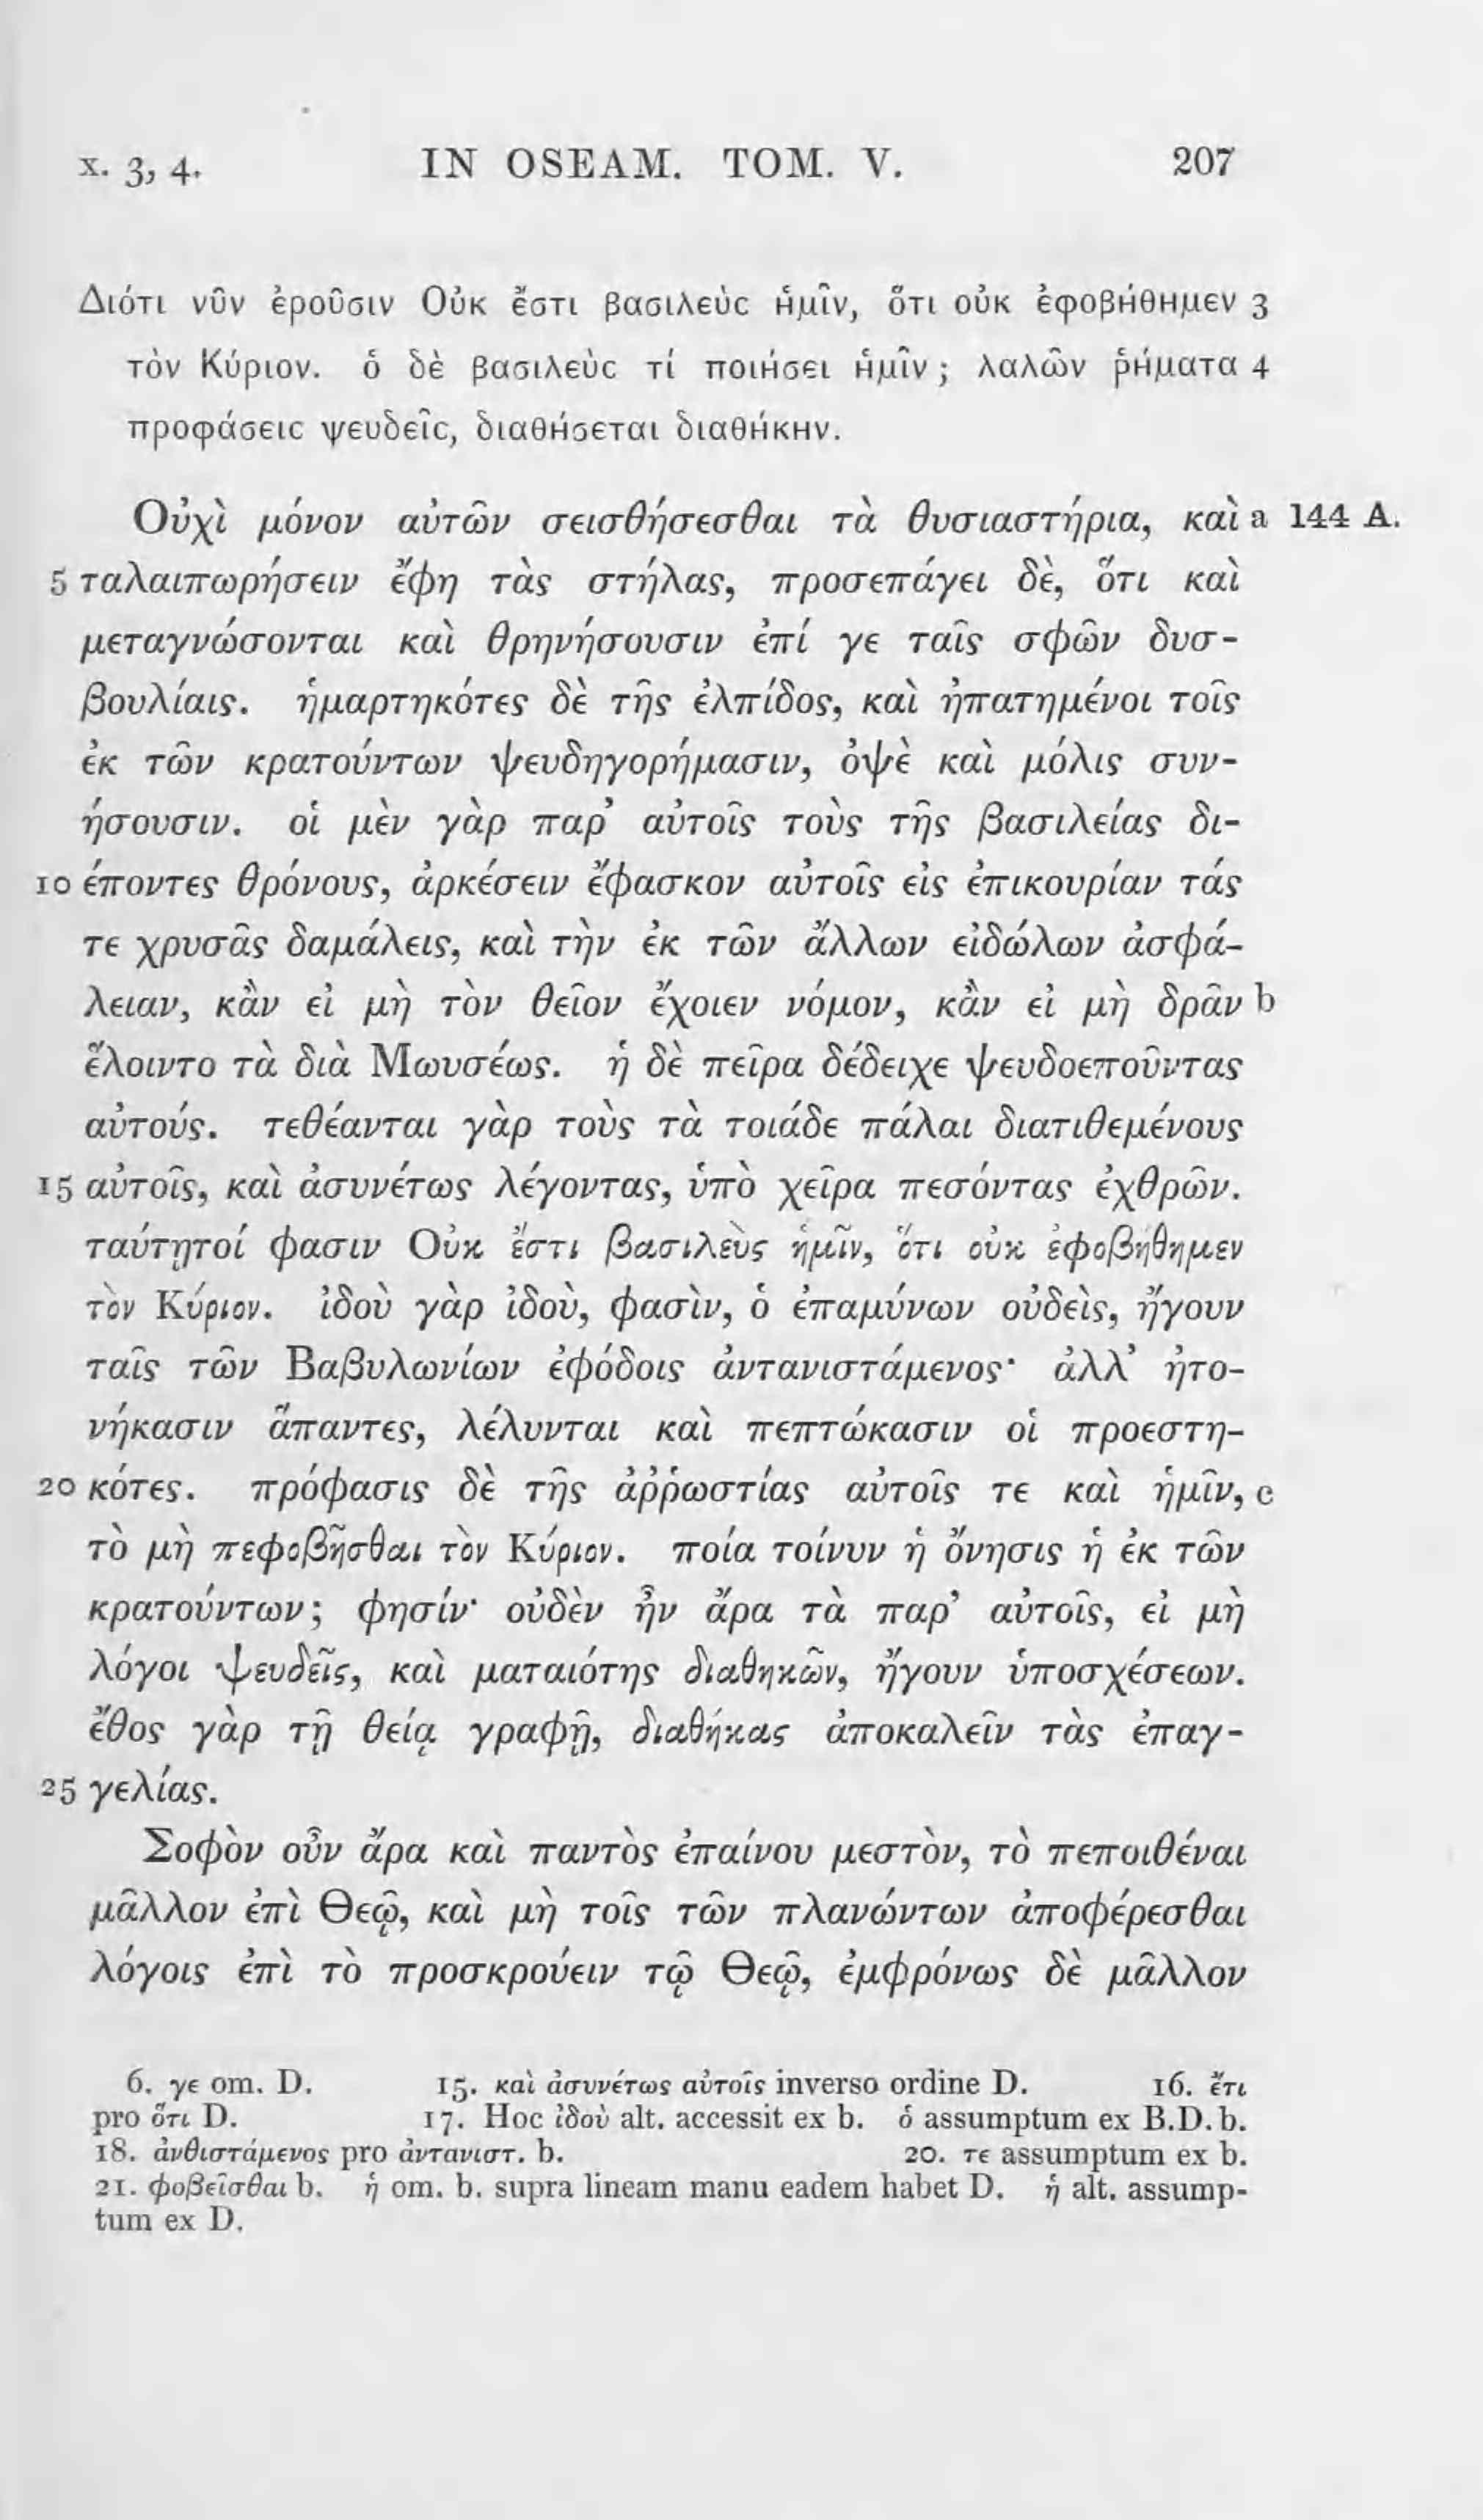 x. 3, 4. IN OSEAM. TOM. V. 207
Διότι νῦν ἐροῦσιν Οὐκ ἔστι βασιλεὺς ἡμῖν, ὅτι οὐκ ἐφοβήθημεν 3
τὸν Κύριον. ὁ δὲ βασιλεὺς τί ποιήσει ἡμῖν; λαλῶν ῥήματα 4
προφάσεις ψευδεῖς, διαθήσεται διαθήκην.
Οὐχὶ μόνον αὐτῶν σεισθήσεσθαι τὰ θυσιαστήρια, καὶ a 144 A.
5 ταλαιπωρήσειν ἔφη τὰς στήλας, προσεπάγει δὲ, ὅτι καὶ
μεταγνώσονται καὶ θρηνήσουσιν ἐπί γε ταῖς σφῶν δυσ-
βουλίαις. ἡμαρτηκότες δὲ τῆς ἐλπίδος, καὶ ἠπατημένοι τοῖς
ἐκ τῶν κρατούντων ψευδηγορήμασιν, ὀψὲ καὶ μόλις συν-
ήσουσιν. οἱ μὲν γὰρ παρ’ αὐτοῖς τοὺς τῆς βασιλείας δι-
10 έποντες θρόνους, ἀρκέσειν ἔφασκον αὐτοῖς εἰς ἐπικουρίαν τάς
τε χρυσᾶς δαμάλεις, καὶ τὴν ἐκ τῶν ἄλλων εἰδώλων ἀσφά-
λειαν, κἂν εἰ μὴ τὸν θεῖον ἔχοιεν νόμον, κἂν εἰ μὴ δρᾶν b
ἕλοιντο τὰ διὰ Μωυσέως. ἡ δὲ πεῖρα δέδειχε ψευδοεποῦντας
αὐτούς. τεθέανται γὰρ τοὺς τὰ τοιάδε πάλαι διατιθεμένους
15 αὐτοῖς, καὶ ἀσυνέτως λέγοντας, ὑπὸ χεῖρα πεσόντας ἐχθρῶν.
ταύτῃτοί φασιν Οὐκ ἔστι βασιλεὺς ἡμῖν, ὅτι οὐκ ἐφοβήθημεν
τὸν Κύριον. ἰδοὺ γὰρ ἰδοὺ, φασὶν, ὁ ἐπαμύνων οὐδεὶς, ἤγουν
ταῖς τῶν Βαβυλωνίων ἐφόδοις ἀντανιστάμενος· ἀλλ’ ἠτο-
νήκασιν ἅπαντες, λέλυνται καὶ πεπτώκασιν οἱ προεστη-
20 κότες. πρόφασις δὲ τῆς ἀῤῥωστίας αὐτοῖς τε καὶ ἡμῖν, c
τὸ μὴ πεφοβῆσθαι τὸν Κύριον. ποία τοίνυν ἡ ὄνησις ἡ ἐκ τῶν
κρατούντων; φησίν· οὐδὲν ἦν ἄρα τὰ παρ’ αὐτοῖς, εἰ μὴ
λόγοι ψευδεῖς, καὶ ματαιότης διαθηκῶν, ἤγουν ὑποσχέσεων.
ἔθος γὰρ τῇ θείᾳ γραφῇ, διαθήκας ἀποκαλεῖν τὰς ἐπαγ-
25 γελίας.
Σοφὸν οὖν ἄρα καὶ παντὸς ἐπαίνου μεστὸν, τὸ πεποιθέναι
μᾶλλον ἐπὶ Θεῷ, καὶ μὴ τοῖς τῶν πλανώντων ἀποφέρεσθαι
λόγοις ἐπὶ τὸ προσκρούειν τῷ Θεῷ, ἐμφρόνως δὲ μᾶλλον
6. γε om. D. 15. καὶ ἀσυνέτως αὐτοῖς inverso ordine D. 16. ἔτι
pro ὅτι D. 17. Hoc ἰδοὺ alt. accessit ex b. ὁ assumptum ex B.D.b.
18. ἀνθιστάμενος pro ἀντανιστ. b. 20. τε assumptum ex b.
21. φοβεῖσθαι b. ἡ om. b. supra lineam manu eadem habet D. ἡ alt. assump-
tum ex D.